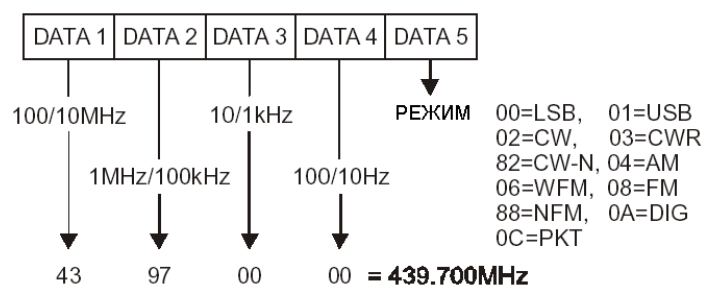 DATA 1 DATA 2 DATA 3 DATA 4 DATA 5
100/10MHz 10/1kHz РЕЖИМ
1MHz/100kHz 100/10Hz
00=LSB, 01=USB
02=CW, 03=CWR
82=CW-N, 04=AM
06=WFM, 08=FM
88=NFM, 0A=DIG
0C=PKT
43 97 00 00 = 439.700MHz